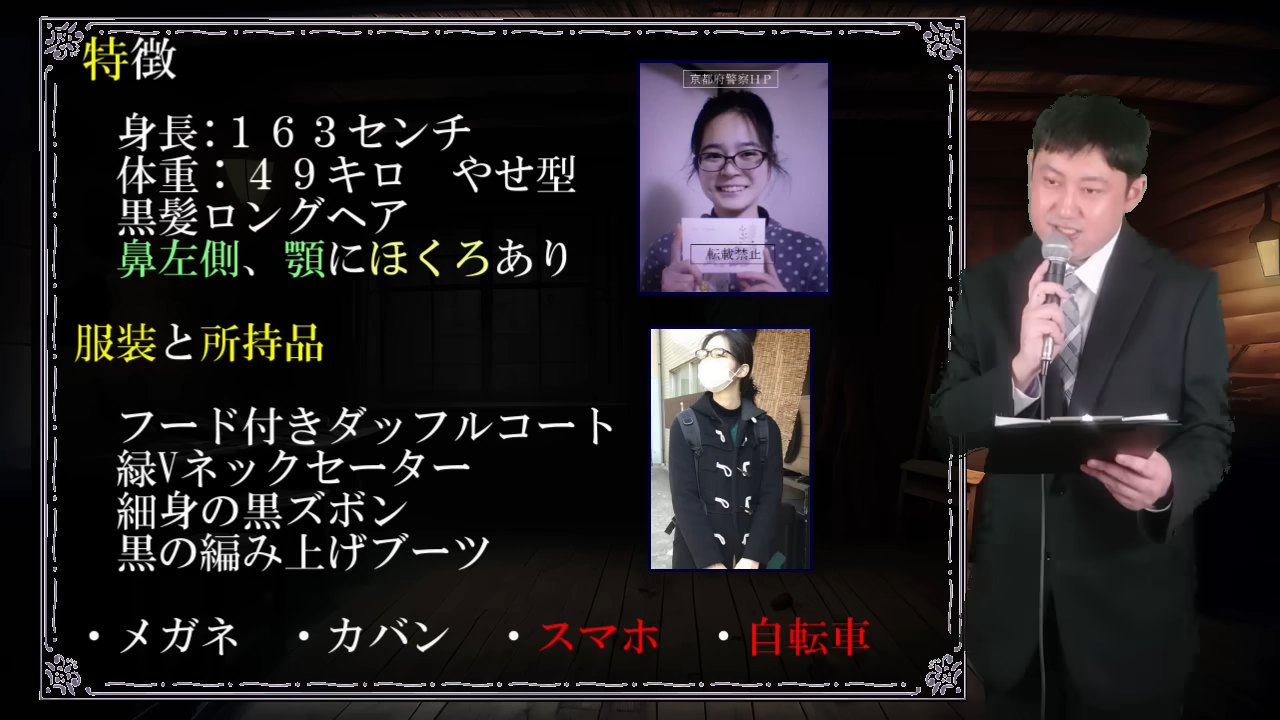 特徴
身長：１６３センチ
体重：４９キロ　やせ型
黒髪ロングヘア
鼻左側、顎にほくろあり
京都府警察ＨＰ
転載禁止
服装と所持品
フード付きダッフルコート
緑Vネックセーター
細身の黒ズボン
黒の編み上げブーツ
・メガネ　・カバン　・スマホ　・自転車